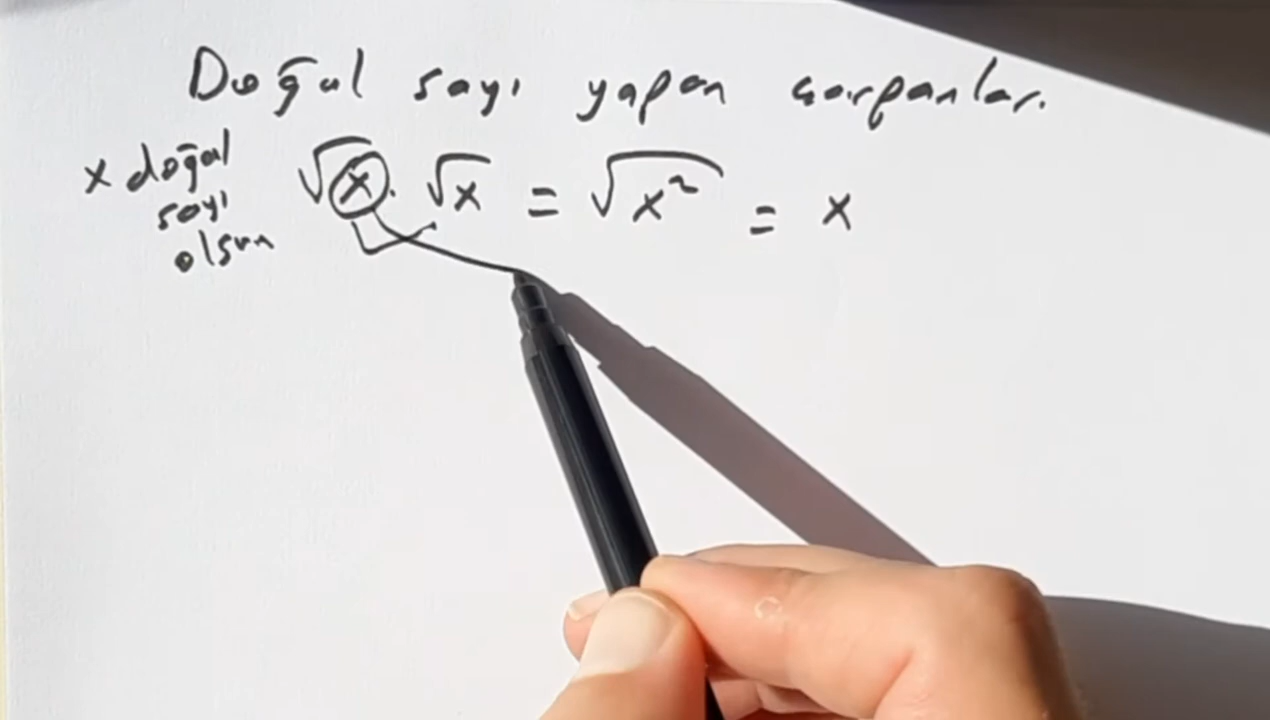 Doğal sayı yapan çarpanlar.
x doğal
sayı
olsun
√x . √x = √x² = x